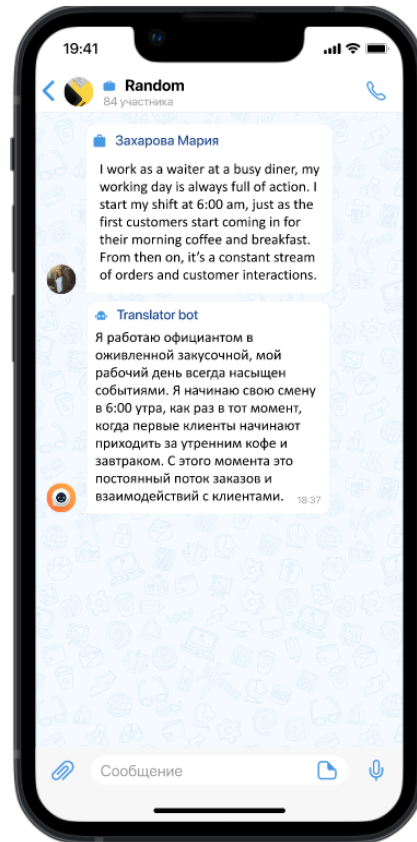 19:41
Random
84 участника
Захарова Мария
I work as a waiter at a busy diner, my
working day is always full of action. I
start my shift at 6:00 am, just as the
first customers start coming in for
their morning coffee and breakfast.
From then on, it’s a constant stream
of orders and customer interactions.
Translator bot
Я работаю официантом в
оживленной закусочной, мой
рабочий день всегда насыщен
событиями. Я начинаю свою смену
в 6:00 утра, как раз в тот момент,
когда первые клиенты начинают
приходить за утренним кофе и
завтраком. С этого момента это
постоянный поток заказов и
взаимодействий с клиентами. 18:37
Сообщение